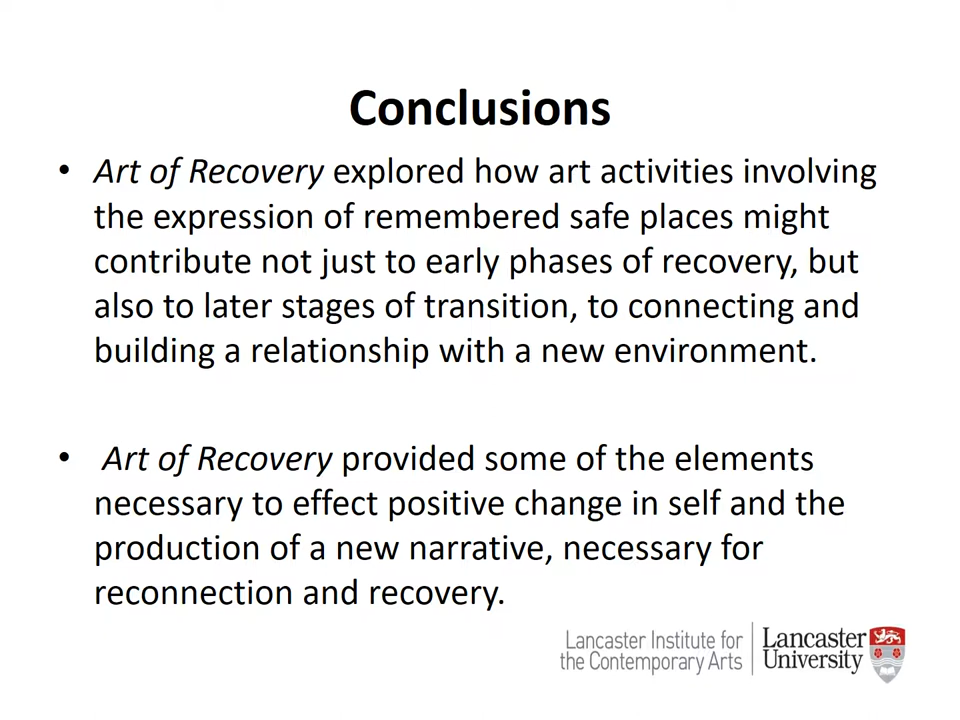 Conclusions
• Art of Recovery explored how art activities involving
the expression of remembered safe places might
contribute not just to early phases of recovery, but
also to later stages of transition, to connecting and
building a relationship with a new environment.
• Art of Recovery provided some of the elements
necessary to effect positive change in self and the
production of a new narrative, necessary for
reconnection and recovery.
Lancaster Institute for
the Contemporary Arts
Lancaster
University